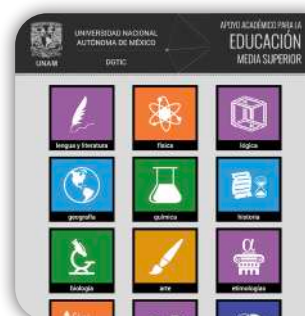 UNIVERSIDAD NACIONAL
AUTÓNOMA DE MÉXICO
UNAM
DGTIC
APOYO ACADÉMICO PARA LA
EDUCACIÓN
MEDIA SUPERIOR
lengua y literatura
física
lógica
geografía
química
historia
biología
arte
α
etimologías